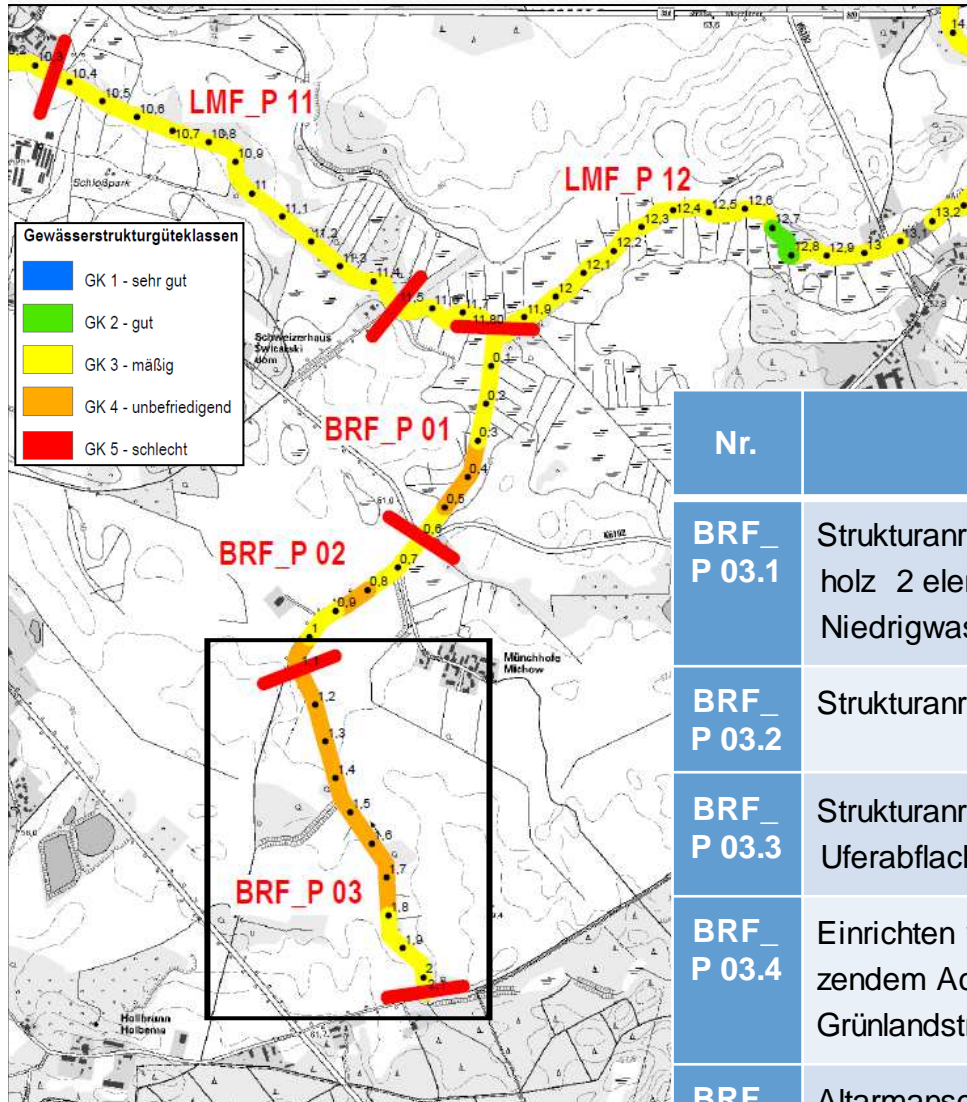 10,3
10,4
10,5
10,6
10,7
10,8
10,9
11
11,1
11,2
11,3
11,4
11,5
11,6
11,7
11,80
11,9
12
12,1
12,2
12,3
12,4
12,5
12,6
12,7
12,8
12,9
13
13,1
13,2
14
LMF_P 11
LMF_P 12
Schloßpark
Gewässerstrukturgüteklassen
GK 1 - sehr gut
GK 2 - gut
GK 3 - mäßig
GK 4 - unbefriedigend
GK 5 - schlecht
Schweizerhaus
dom
BRF_P 01
0,1
0,2
0,3
0,4
0,5
0,6
0,7
0,8
0,9
1
BRF_P 02
1,1
1,2
1,3
1,4
1,5
1,6
1,7
1,8
1,9
2
BRF_P 03
Münchhofe
Michow
Nr.
BRF_
P 03.1
Strukturanr
holz 2 eler
Niedrigwas
BRF_
P 03.2
Strukturanr
BRF_
P 03.3
Strukturanr
Uferabflach
BRF_
P 03.4
Einrichten
zendem Ac
Grünlandst
BRF_